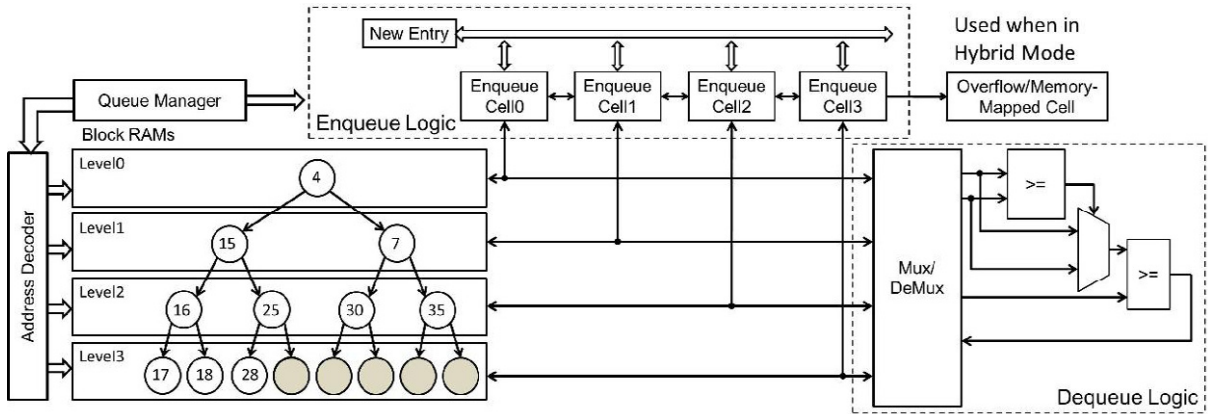 New Entry
Used when in
Hybrid Mode
Queue Manager
Enqueue
Cell0
Enqueue
Cell1
Enqueue
Cell2
Enqueue
Cell3
Overflow/Memory-
Mapped Cell
Enqueue Logic
Block RAMs
Address Decoder
Level0
4
Level1
15
7
Level2
16
25
30
35
Level3
17
18
28
Mux/
DeMux
>=
>=
Dequeue Logic